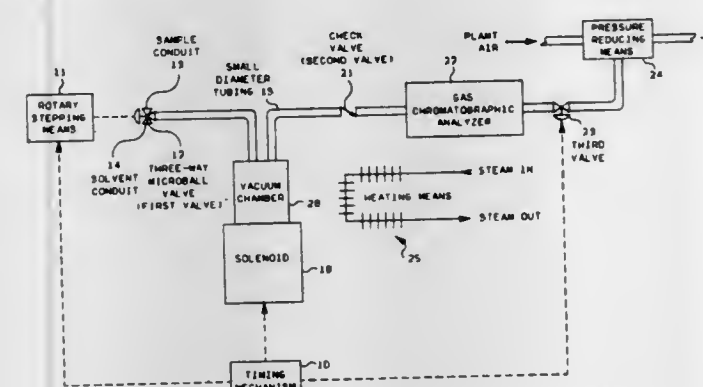 SAMPLE
CONDUIT
13
11
ROTARY
STEPPING
MEANS
14
SOLVENT
CONDUIT
12
THREE-WAY
MICROBALL
VALVE
(FIRST VALVE)
SMALL
DIAMETER
TUBING 15
CHECK
VALVE
(SECOND VALVE)
21
22
GAS
CHROMATOGRAPHIC
ANALYZER
PLANT
AIR
PRESSURE
REDUCING
MEANS
24
23
THIRD
VALVE
VACUUM
CHAMBER
20
SOLENOID
18
STEAM IN
HEATING MEANS
STEAM OUT
25
10
TIMING
MECHANISM